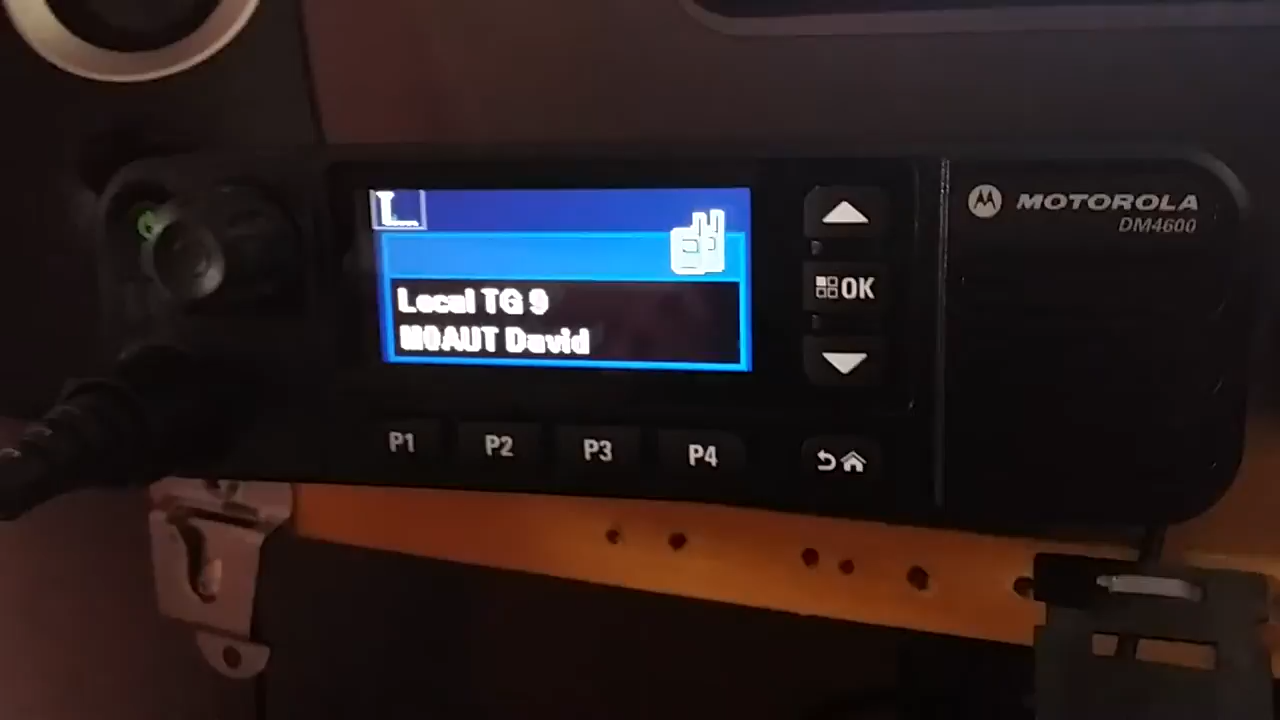 MOTOROLA
DM4600
Local TG 9
M0AUT David
OK
P1 P2 P3 P4